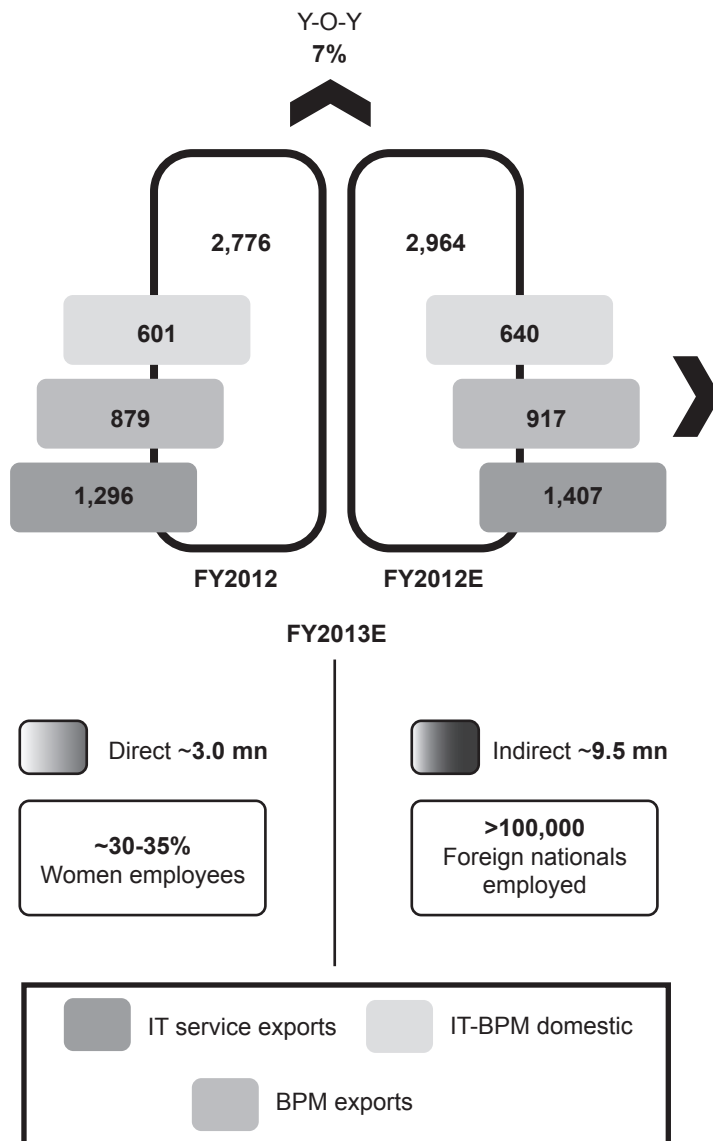 Y-O-Y
7%
2,776
2,964
601
640
879
917
1,296
1,407
FY2012
FY2012E
FY2013E
Direct ~3.0 mn
Indirect ~9.5 mn
~30-35%
Women employees
>100,000
Foreign nationals
employed
IT service exports
IT-BPM domestic
BPM exports